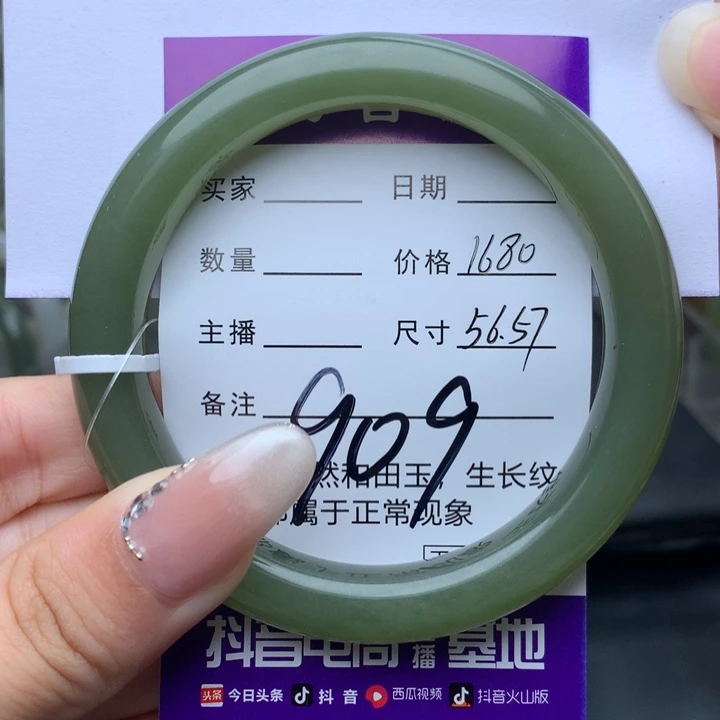 买家 日期
数量 价格 1680
主播 尺寸 56.57
备注 909
然和田玉，生长纹
属于正常现象
抖音电商 播 基地
头条 今日头条 抖音 西瓜视频 抖音火山版